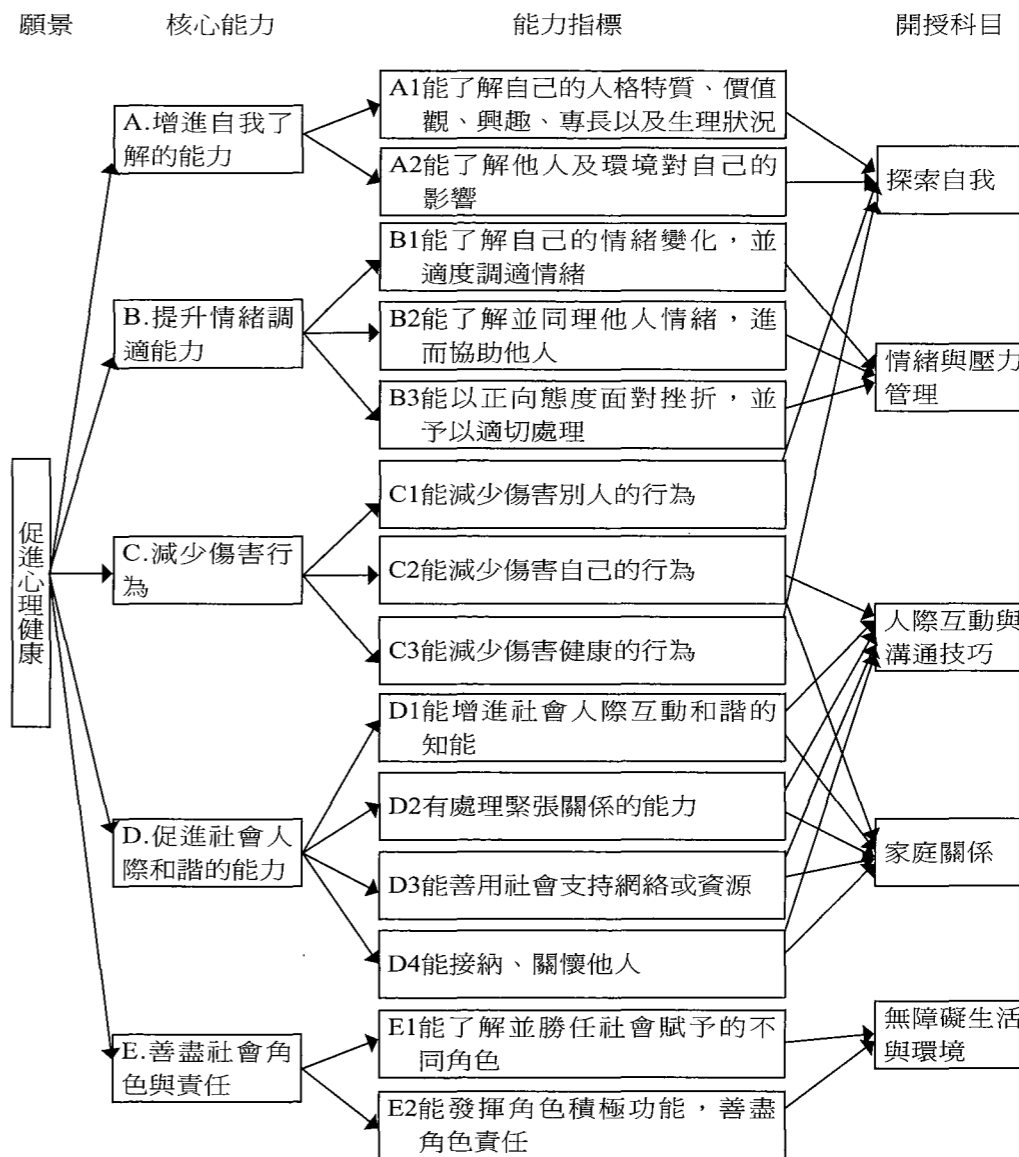 願景 核心能力 能力指標 開授科目
促進心理健康
A.增進自我了
解的能力
B.提升情緒調
適能力
C.減少傷害行
為
D.促進社會人
際和諧的能力
E.善盡社會角
色與責任
A1能了解自己的人格特質、價值
觀、興趣、專長以及生理狀況
A2能了解他人及環境對自己的
影響
B1能了解自己的情緒變化，並
適度調適情緒
B2能了解並同理他人情緒，進
而協助他人
B3能以正向態度面對挫折，並
予以適切處理
C1能減少傷害別人的行為
C2能減少傷害自己的行為
C3能減少傷害健康的行為
D1能增進社會人際互動和諧的
知能
D2有處理緊張關係的能力
D3能善用社會支持網絡或資源
D4能接納、關懷他人
E1能了解並勝任社會賦予的不
同角色
E2能發揮角色積極功能，善盡
角色責任
探索自我
情緒與壓力
管理
人際互動與
溝通技巧
家庭關係
無障礙生活
與環境